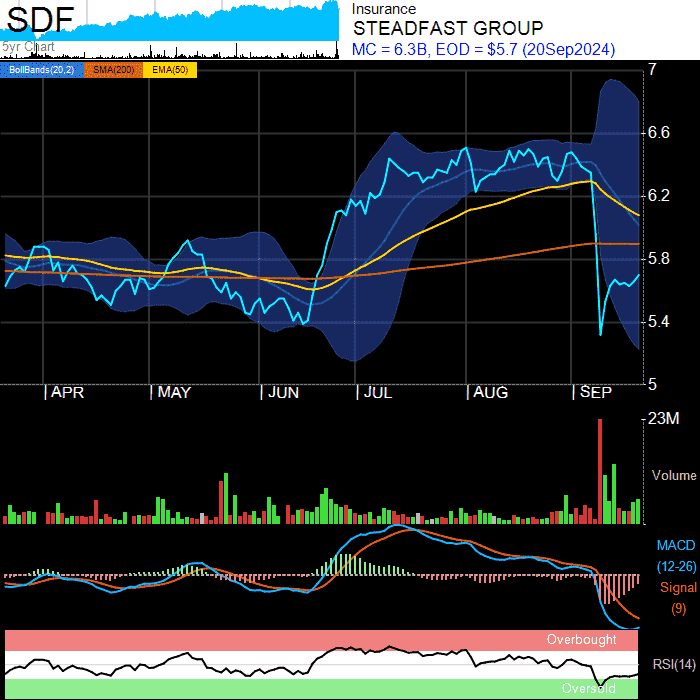 SDF
5yr Chart
Insurance
STEADFAST GROUP
MC = 6.3B, EOD = $5.7 (20Sep2024)
BollBands(20,2) SMA(200) EMA(50)
7
6.6
6.2
5.8
5.4
5
APR MAY JUN JUL AUG SEP
23M
Volume
MACD
(12-26)
Signal
(9)
Overbought
RSI(14)
Oversold